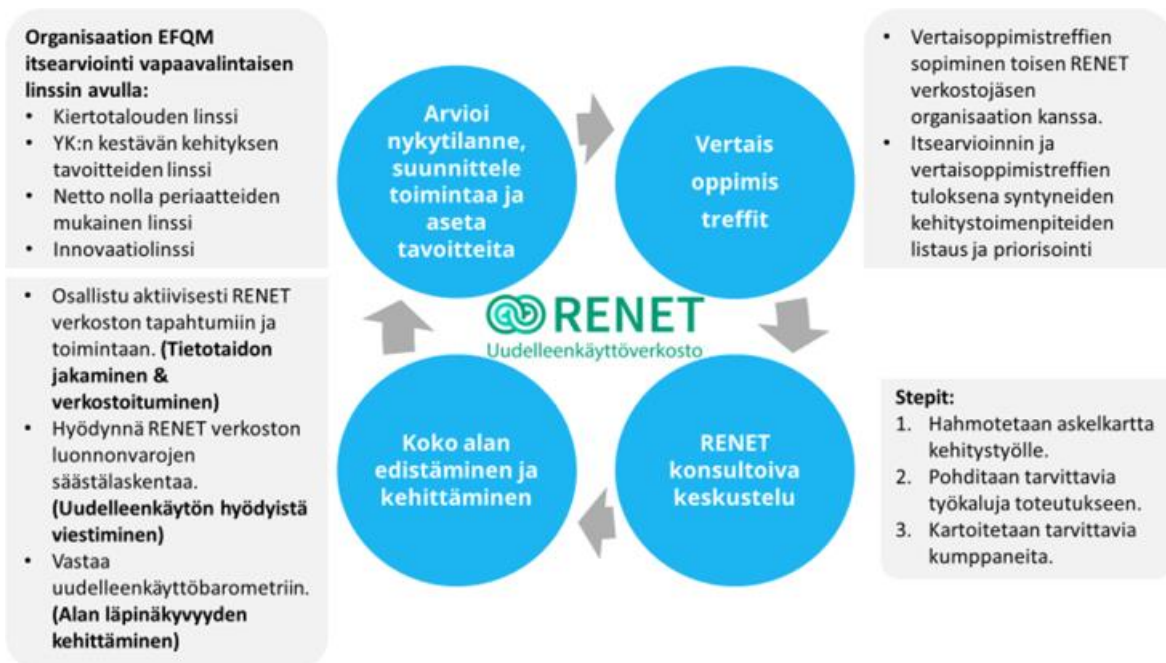 Organisaation EFQM
itsearviointi vapaavalintaisen
linssin avulla:
• Kiertotalouden linssi
• YK:n kestävän kehityksen
tavoitteiden linssi
• Netto nolla periaatteiden
mukainen linssi
• Innovaatiolinssi
Arvioi
nykytilanne,
suunnittele
toimintaa ja
aseta
tavoitteita
Vertais
oppimis
treffit
• Vertaisoppimistreffien
sopiminen toisen RENET
verkostojäsen
organisaation kanssa.
• Itsearvioinnin ja
vertaisoppimistreffien
tuloksena syntyneiden
kehitystoimenpiteiden
listaus ja priorisointi
RENET
Uudelleenkäyttöverkosto
• Osallistu aktiivisesti RENET
verkoston tapahtumiin ja
toimintaan. (Tietotaidon
jakaminen &
verkostoituminen)
• Hyödynnä RENET verkoston
luonnonvarojen
säästälaskentaa.
(Uudelleenkäytön hyödyistä
viestiminen)
• Vastaa
uudelleenkäyttöbarometriin.
(Alan läpinäkyvyyden
kehittäminen)
Koko alan
edistäminen ja
kehittäminen
RENET
konsultoiva
keskustelu
Stepit:
1. Hahmotetaan askelkartta
kehitystyölle.
2. Pohditaan tarvittavia
työkaluja toteutukseen.
3. Kartoitetaan tarvittavia
kumppaneita.